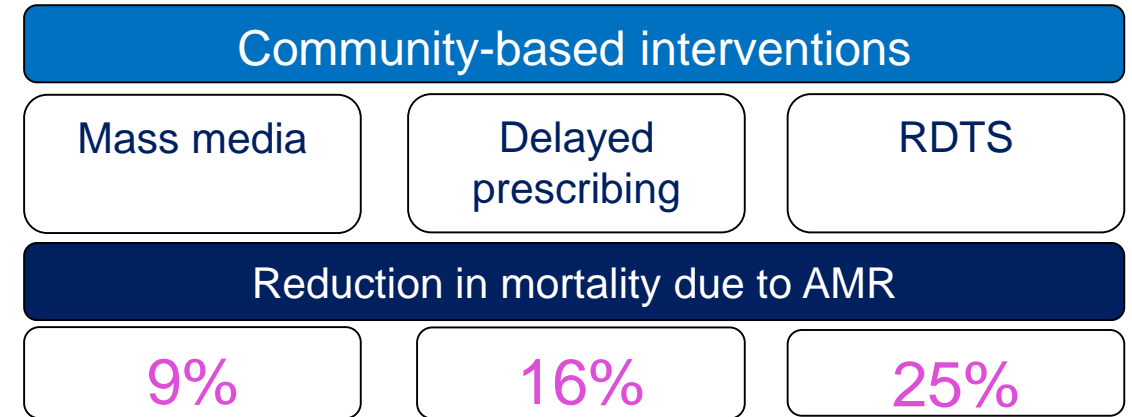 Community-based interventions
Mass media
Delayed
prescribing
RDTS
Reduction in mortality due to AMR
9%
16%
25%